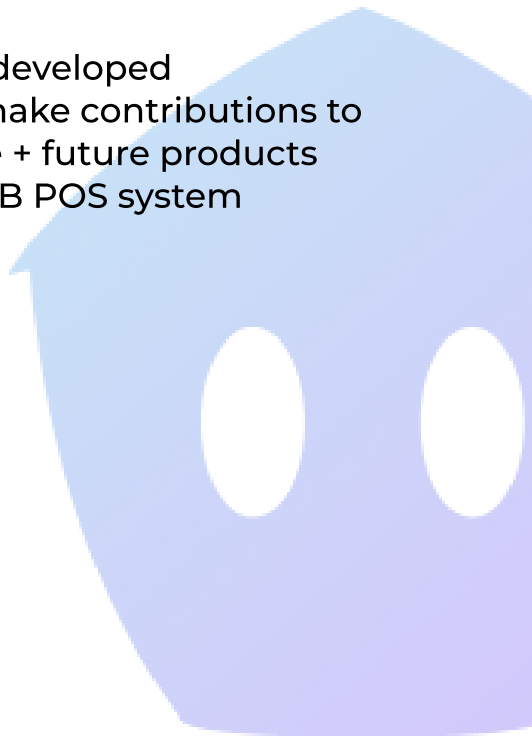 developed
make contributions to
+ future products
B POS system